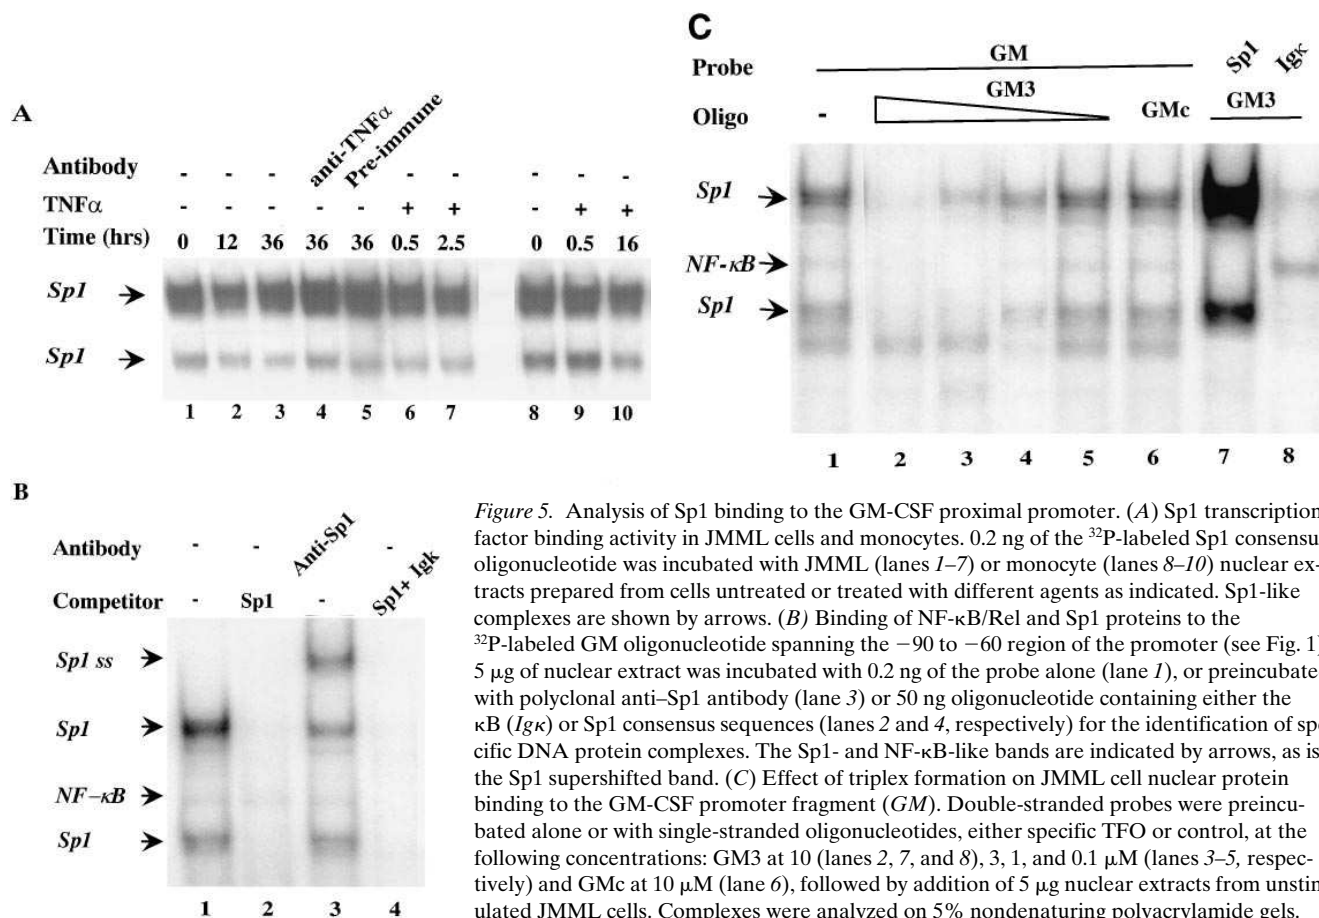 A
Antibody - - - anti-TNFα Pre-immune - - - - -
TNFα - - - - - + + - + +
Time (hrs) 0 12 36 36 36 0.5 2.5 0 0.5 16
Sp1
Sp1
1 2 3 4 5 6 7 8 9 10
B
Antibody - - Anti-Sp1 -
Competitor - Sp1 - Sp1+ Igk
Sp1 ss
Sp1
NF-κB
Sp1
1 2 3 4
C
Probe GM Sp1 Igκ
Oligo - GM3 GMc GM3
Sp1
NF-κB
Sp1
1 2 3 4 5 6 7 8
Figure 5. Analysis of Sp1 binding to the GM-CSF proximal promoter. (A) Sp1 transcription
factor binding activity in JMML cells and monocytes. 0.2 ng of the ³²P-labeled Sp1 consensu
oligonucleotide was incubated with JMML (lanes 1–7) or monocyte (lanes 8–10) nuclear ex-
tracts prepared from cells untreated or treated with different agents as indicated. Sp1-like
complexes are shown by arrows. (B) Binding of NF-κB/Rel and Sp1 proteins to the
³²P-labeled GM oligonucleotide spanning the −90 to −60 region of the promoter (see Fig. 1)
5 μg of nuclear extract was incubated with 0.2 ng of the probe alone (lane 1), or preincubate
with polyclonal anti–Sp1 antibody (lane 3) or 50 ng oligonucleotide containing either the
κB (Igκ) or Sp1 consensus sequences (lanes 2 and 4, respectively) for the identification of spe
cific DNA protein complexes. The Sp1- and NF-κB-like bands are indicated by arrows, as is
the Sp1 supershifted band. (C) Effect of triplex formation on JMML cell nuclear protein
binding to the GM-CSF promoter fragment (GM). Double-stranded probes were preincu-
bated alone or with single-stranded oligonucleotides, either specific TFO or control, at the
following concentrations: GM3 at 10 (lanes 2, 7, and 8), 3, 1, and 0.1 μM (lanes 3–5, respec-
tively) and GMc at 10 μM (lane 6), followed by addition of 5 μg nuclear extracts from unstin
ulated JMML cells. Complexes were analyzed on 5% nondenaturing polyacrylamide gels.